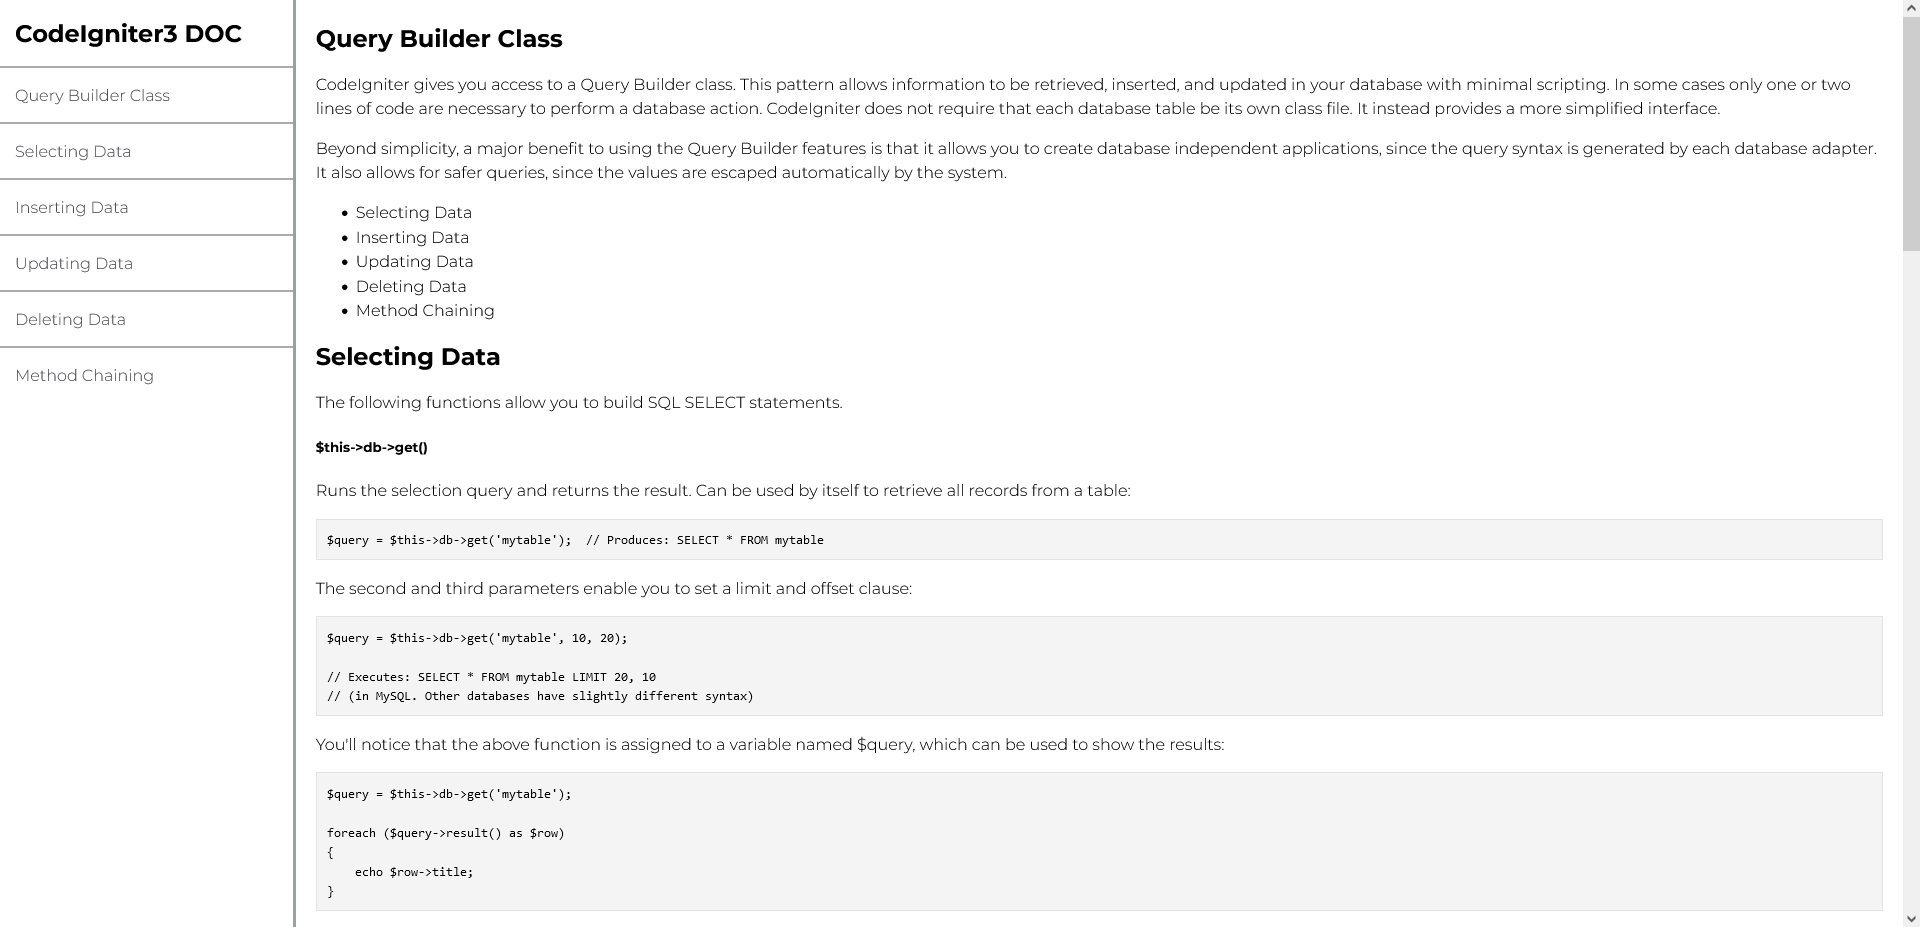 CodeIgniter3 DOC
Query Builder Class
Selecting Data
Inserting Data
Updating Data
Deleting Data
Method Chaining
Query Builder Class
CodeIgniter gives you access to a Query Builder class. This pattern allows information to be retrieved, inserted, and updated in your database with minimal scripting. In some cases only one or two
lines of code are necessary to perform a database action. CodeIgniter does not require that each database table be its own class file. It instead provides a more simplified interface.
Beyond simplicity, a major benefit to using the Query Builder features is that it allows you to create database independent applications, since the query syntax is generated by each database adapter.
It also allows for safer queries, since the values are escaped automatically by the system.
• Selecting Data
• Inserting Data
• Updating Data
• Deleting Data
• Method Chaining
Selecting Data
The following functions allow you to build SQL SELECT statements.
$this->db->get()
Runs the selection query and returns the result. Can be used by itself to retrieve all records from a table:
$query = $this->db->get('mytable');  // Produces: SELECT * FROM mytable
The second and third parameters enable you to set a limit and offset clause:
$query = $this->db->get('mytable', 10, 20);
// Executes: SELECT * FROM mytable LIMIT 20, 10
// (in MySQL. Other databases have slightly different syntax)
You'll notice that the above function is assigned to a variable named $query, which can be used to show the results:
$query = $this->db->get('mytable');
foreach ($query->result() as $row)
{
    echo $row->title;
}